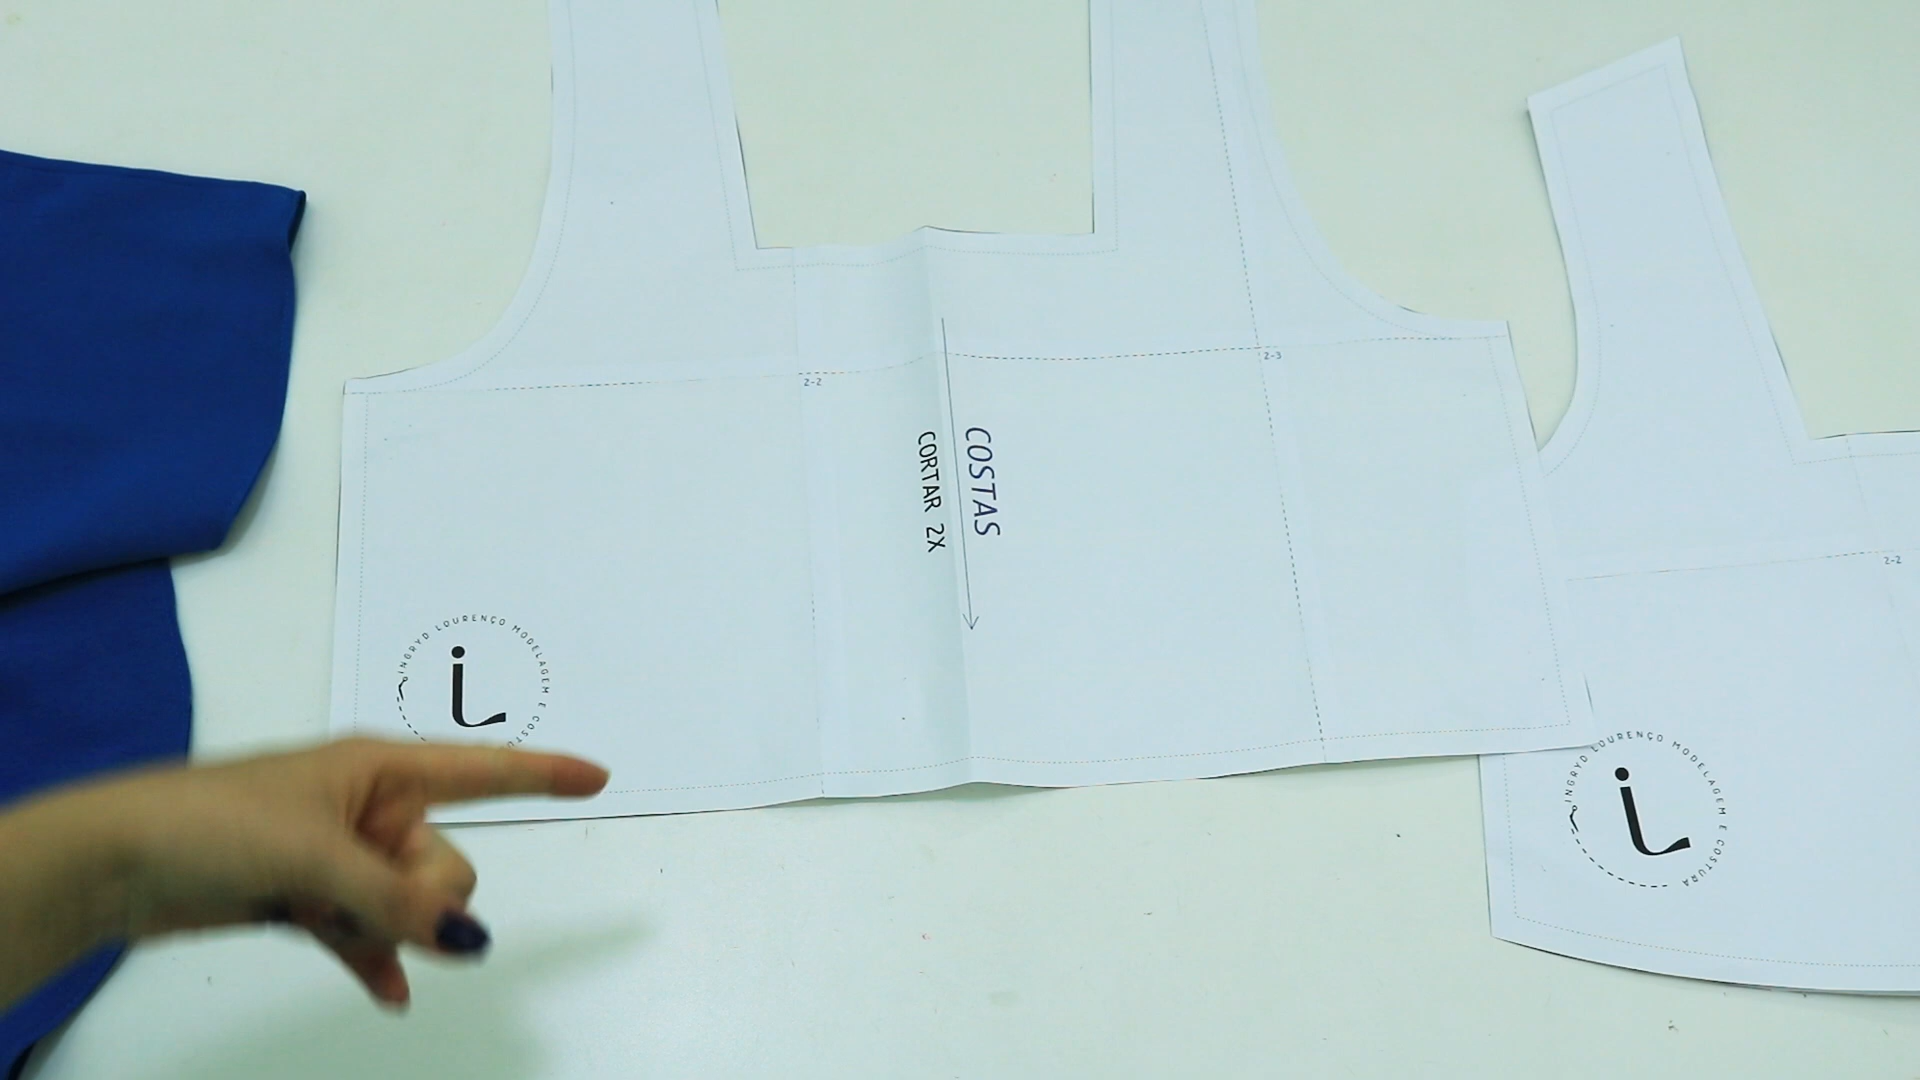 2-2
2-3
COSTAS
CORTAR 2X
INGRYD LOURENÇO MODELAGEM E COSTURA
2-2
INGRYD LOURENÇO MODELAGEM E COSTURA